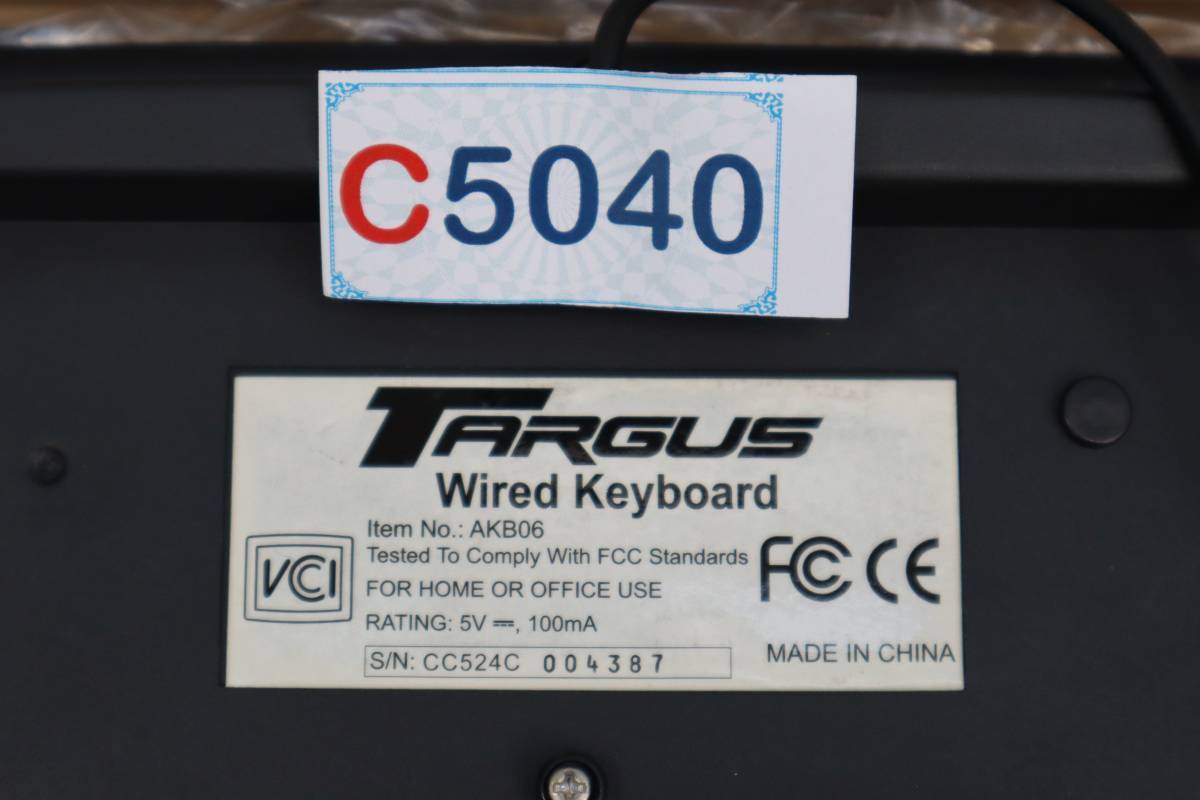 C5040
TARGUS
Wired Keyboard
Item No.: AKB06
Tested To Comply With FCC Standards
FOR HOME OR OFFICE USE
RATING: 5V ⎓, 100mA
S/N: CC524C 004387
VCCI
FC CE
MADE IN CHINA